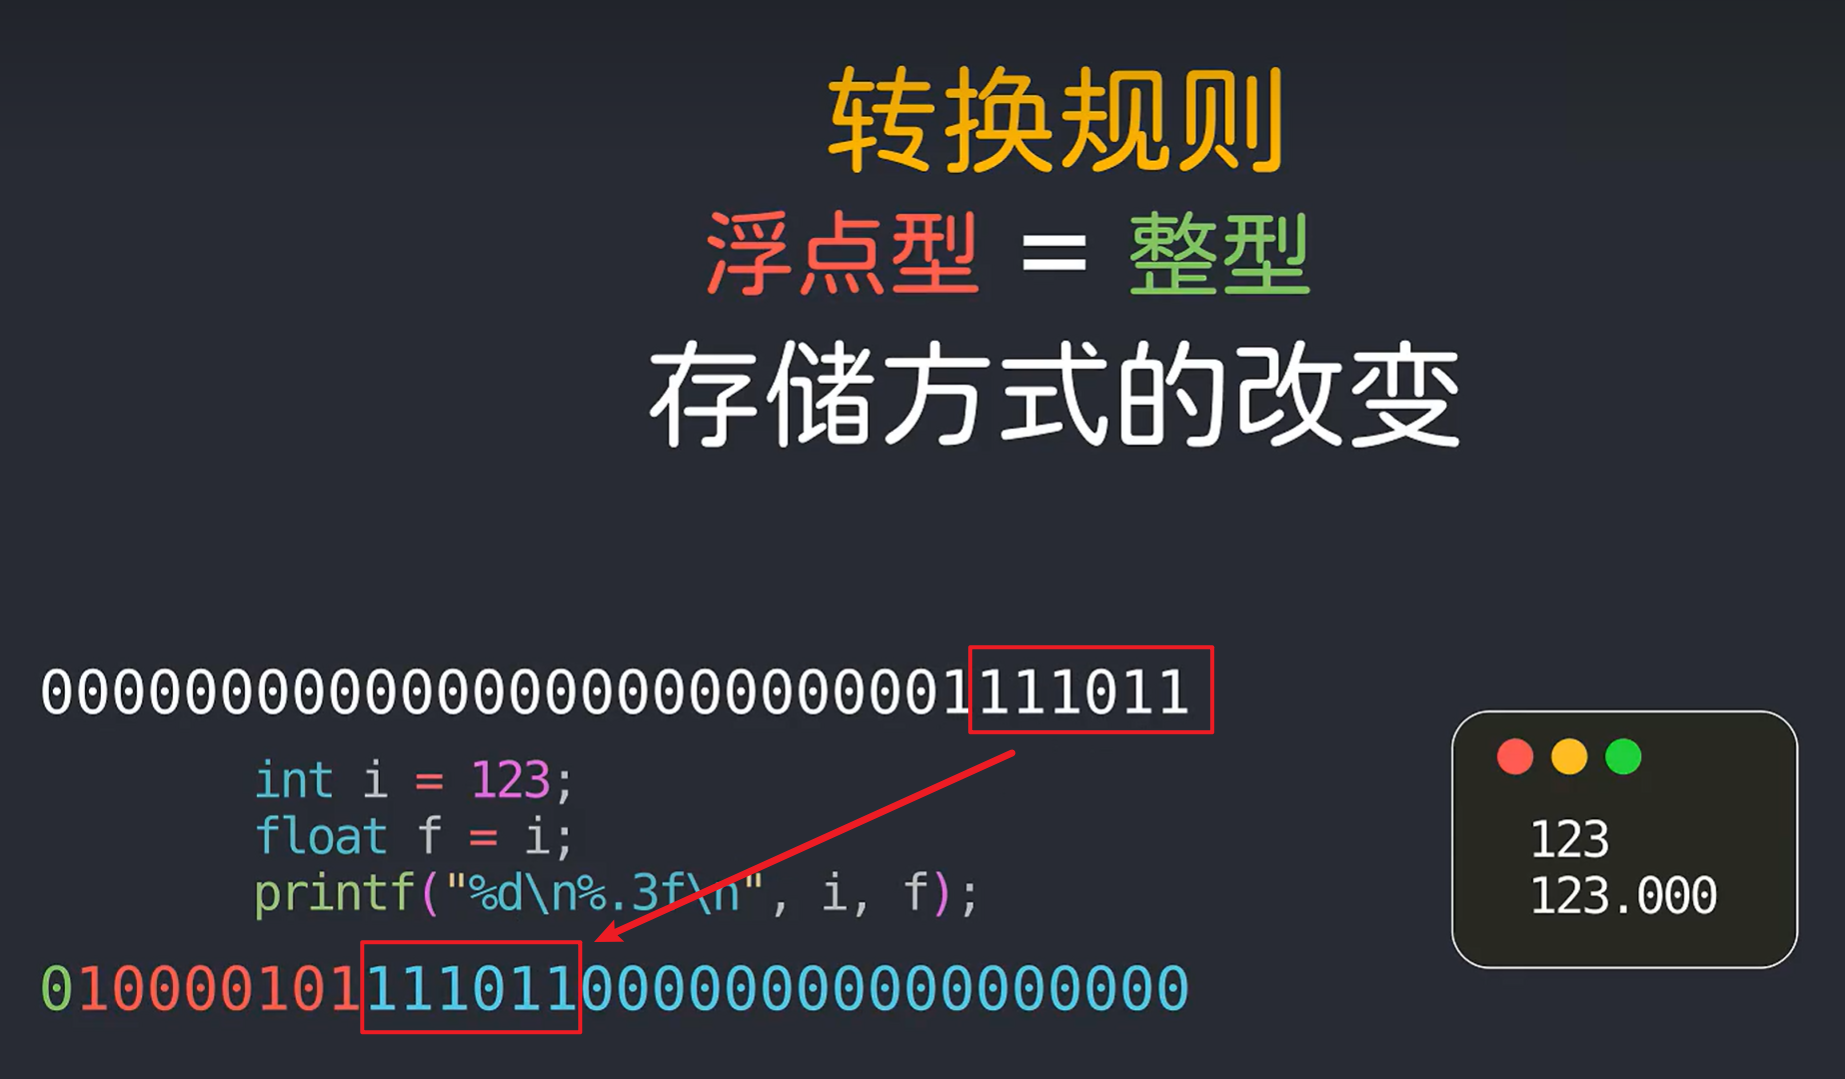 转换规则
浮点型 = 整型
存储方式的改变
00000000000000000000000001111011
int i = 123;
float f = i;
printf("%d\n%.3f\n", i, f);
01000010111101100000000000000000
123
123.000